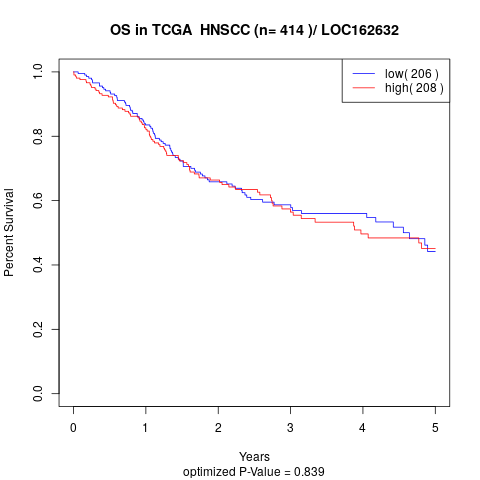 OS in TCGA HNSCC (n= 414 )/ LOC162632
low( 206 )
high( 208 )
Percent Survival
1.0
0.8
0.6
0.4
0.2
0.0
0 1 2 3 4 5
Years
optimized P-Value = 0.839